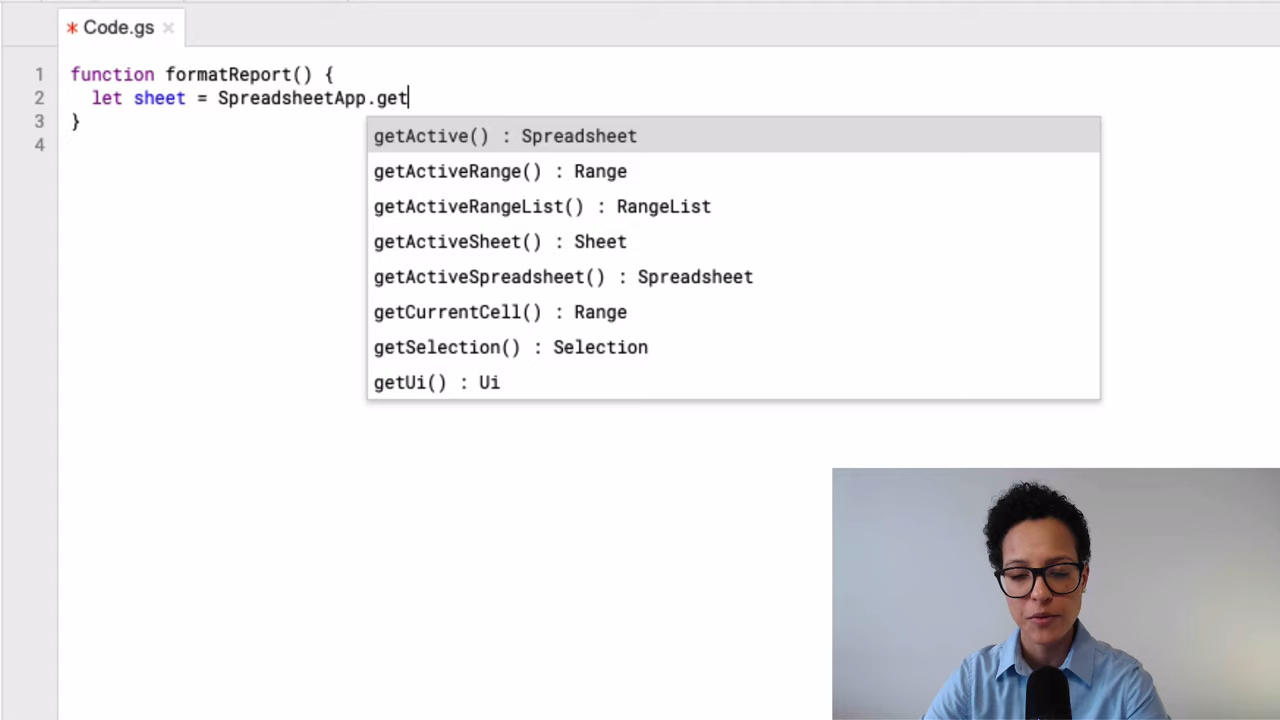 * Code.gs ×
1 function formatReport() {
2 let sheet = SpreadsheetApp.get
3 }
4
getActive() : Spreadsheet
getActiveRange() : Range
getActiveRangeList() : RangeList
getActiveSheet() : Sheet
getActiveSpreadsheet() : Spreadsheet
getCurrentCell() : Range
getSelection() : Selection
getUi() : Ui